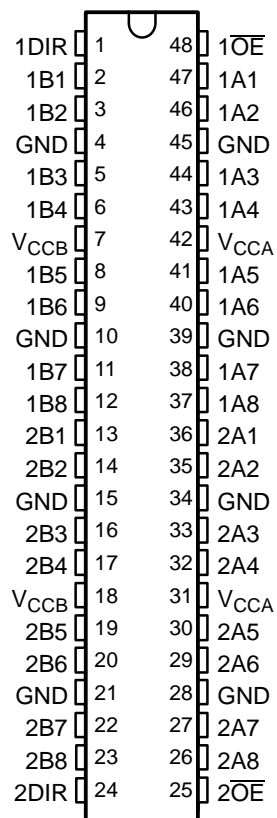 1DIR 1 48 1O̅E̅
1B1 2 47 1A1
1B2 3 46 1A2
GND 4 45 GND
1B3 5 44 1A3
1B4 6 43 1A4
VCCB 7 42 VCCA
1B5 8 41 1A5
1B6 9 40 1A6
GND 10 39 GND
1B7 11 38 1A7
1B8 12 37 1A8
2B1 13 36 2A1
2B2 14 35 2A2
GND 15 34 GND
2B3 16 33 2A3
2B4 17 32 2A4
VCCB 18 31 VCCA
2B5 19 30 2A5
2B6 20 29 2A6
GND 21 28 GND
2B7 22 27 2A7
2B8 23 26 2A8
2DIR 24 25 2O̅E̅